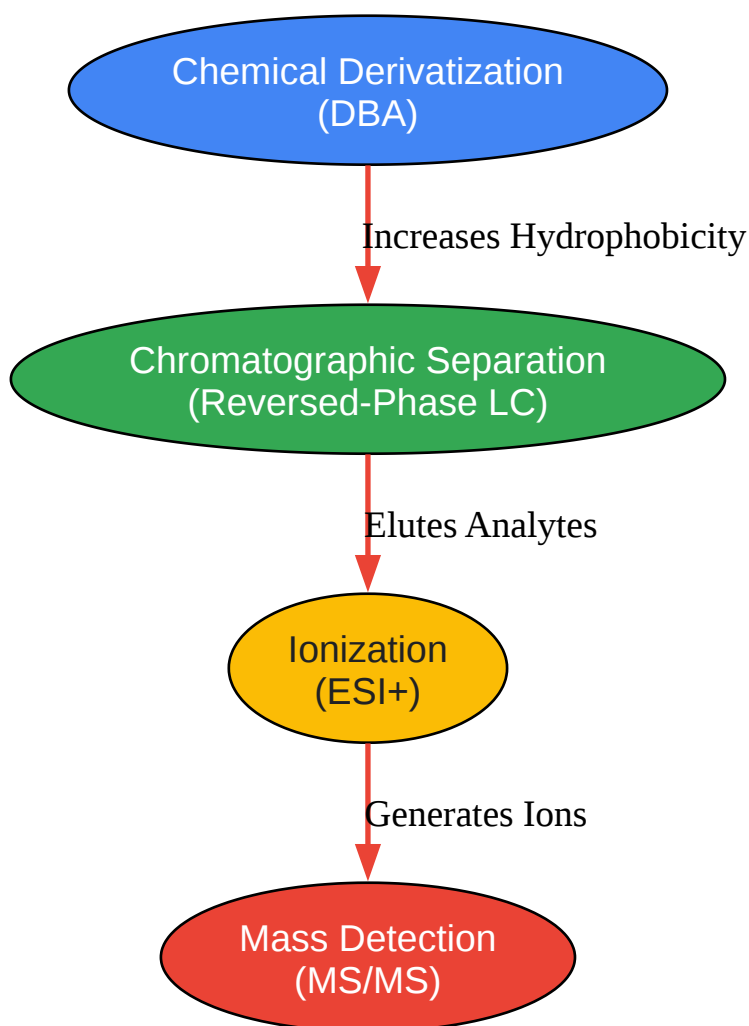 Chemical Derivatization
(DBA)
Increases Hydrophobicity
Chromatographic Separation
(Reversed-Phase LC)
Elutes Analytes
Ionization
(ESI+)
Generates Ions
Mass Detection
(MS/MS)